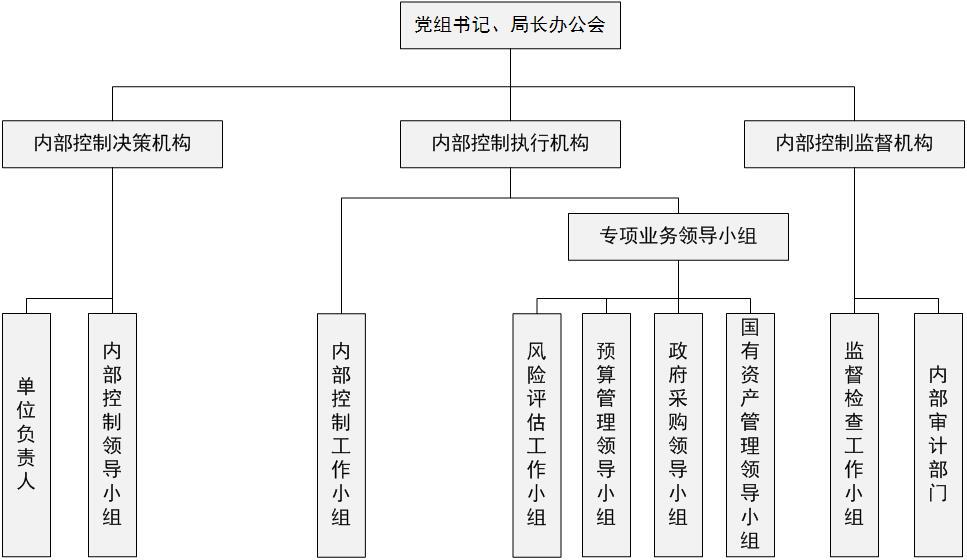 党组书记、局长办公会
内部控制决策机构
内部控制执行机构
内部控制监督机构
专项业务领导小组
单位负责人
内部控制领导小组
内部控制工作小组
风险评估工作小组
预算管理领导小组
政府采购领导小组
国有资产管理领导小组
监督检查工作小组
内部审计部门